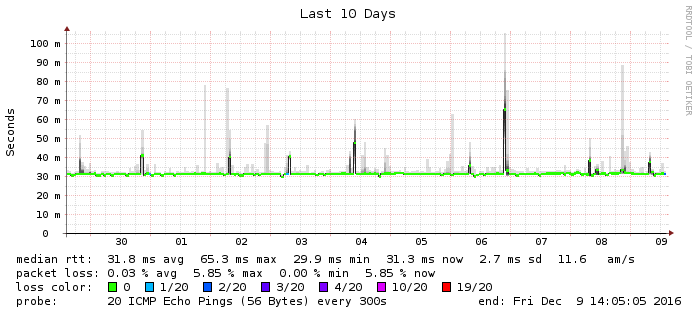 Last 10 Days
RRDTOOL / TOBI OETIKER
Seconds
100 m
90 m
80 m
70 m
60 m
50 m
40 m
30 m
20 m
10 m
0
30 01 02 03 04 05 06 07 08 09
median rtt: 31.8 ms avg 65.3 ms max 29.9 ms min 31.3 ms now 2.7 ms sd 11.6 am/s
packet loss: 0.03 % avg 5.85 % max 0.00 % min 5.85 % now
loss color: 0 1/20 2/20 3/20 4/20 10/20 19/20
probe: 20 ICMP Echo Pings (56 Bytes) every 300s end: Fri Dec 9 14:05:05 2016